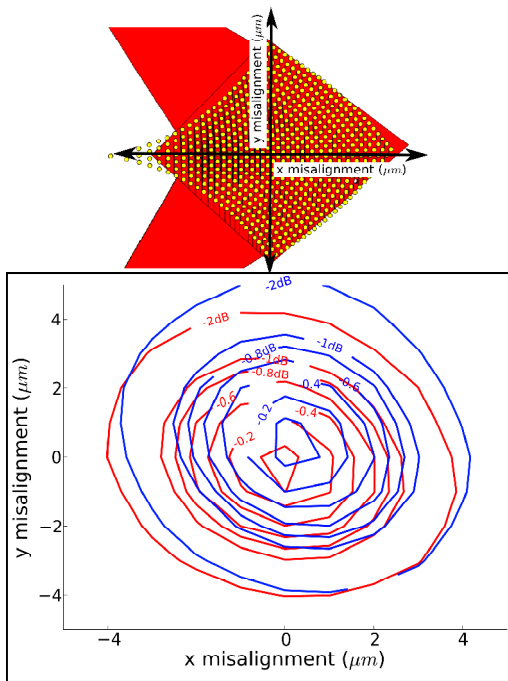 y misalignment (μm)
x misalignment (μm)
-2dB
-2dB
-1dB
-0.8dB
-1dB
-0.8dB
-0.6
0.4
-0.6
-0.2
-0.4
-0.2
4
2
0
−2
−4
y misalignment (μm)
−4
−2
0
2
4
x misalignment (μm)